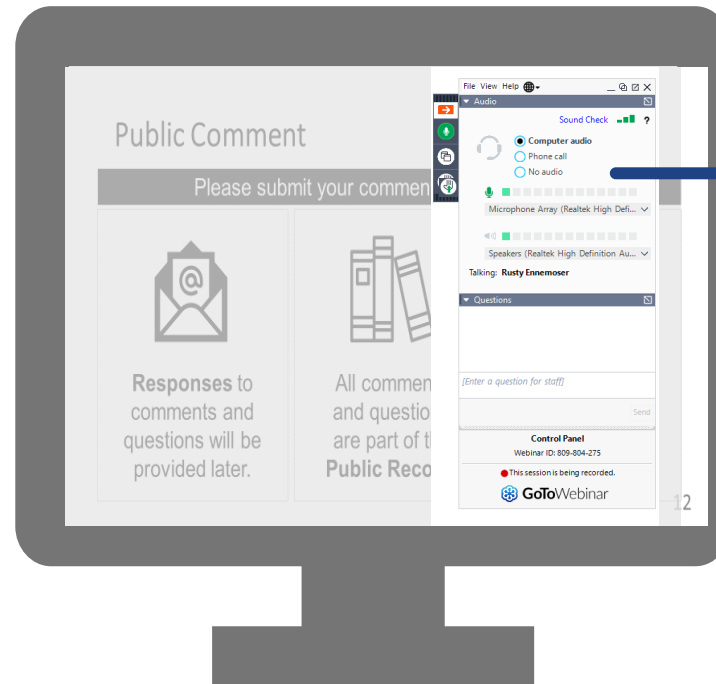 Public Comment
Please submit your commen
@
Responses to
comments and
questions will be
provided later.
All commen
and questio
are part of t
Public Reco
File View Help
Audio
Sound Check ?
Computer audio
Phone call
No audio
Microphone Array (Realtek High Defi...
Speakers (Realtek High Definition Au...
Talking: Rusty Ennemoser
Questions
[Enter a question for staff]
Send
Control Panel
Webinar ID: 809-804-275
This session is being recorded.
GoToWebinar
12